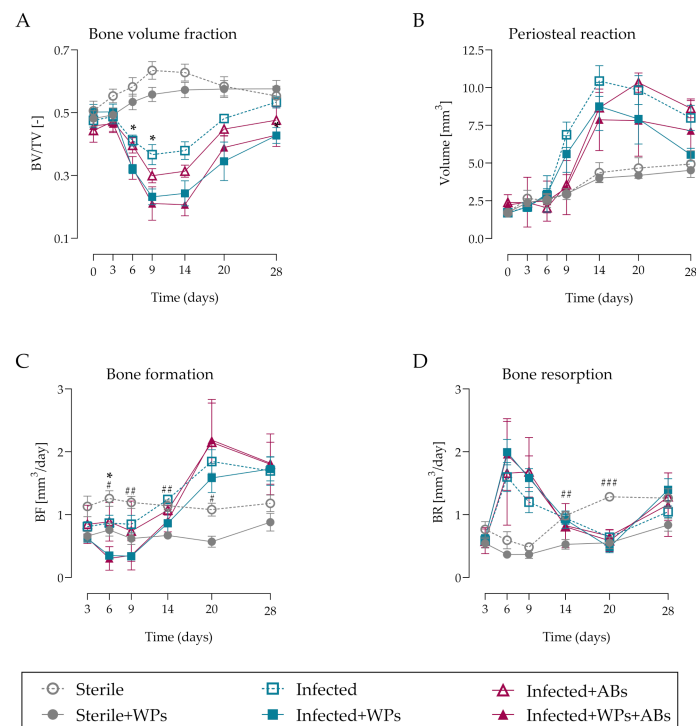 A
Bone volume fraction
0.7
0.5
0.3
0.1
BV/TV [-]
*
*
*
0 3 6 9 14 20 28
Time (days)
B
Periosteal reaction
12.5
10.0
7.5
5.0
2.5
0.0
Volume [mm³]
0 3 6 9 14 20 28
Time (days)
C
Bone formation
3
2
1
0
BF [mm³/day]
*
# ## ## #
3 6 9 14 20 28
Time (days)
D
Bone resorption
3
2
1
0
BR [mm³/day]
## ###
3 6 9 14 20 28
Time (days)
Sterile Infected Infected+ABs
Sterile+WPs Infected+WPs Infected+WPs+ABs